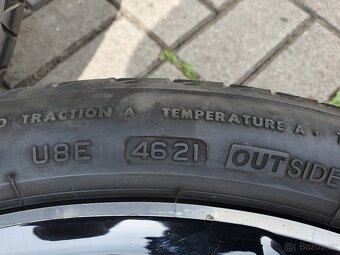 TRACTION A TEMPERATURE A
U8E 4621 OUTSIDE